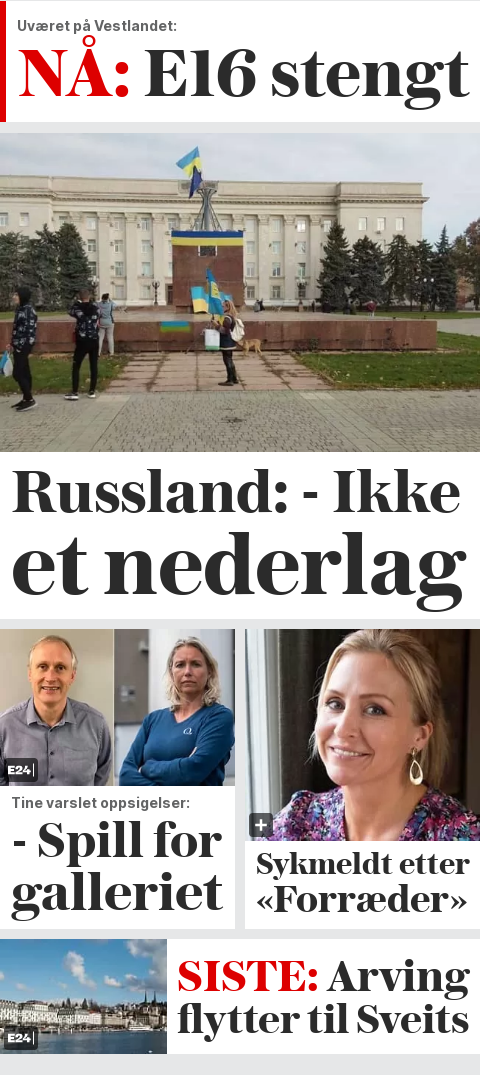 Uværet på Vestlandet:
NÅ: E16 stengt
Russland: - Ikke
et nederlag
E24
Tine varslet oppsigelser:
- Spill for
galleriet
+
Sykmeldt etter
«Forræder»
E24
SISTE: Arving
flytter til Sveits